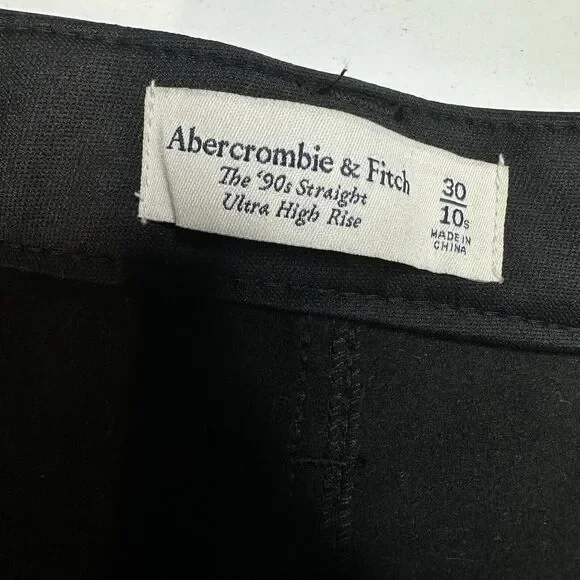 Abercrombie & Fitch
The '90s Straight
Ultra High Rise
30
10s
MADE IN
CHINA